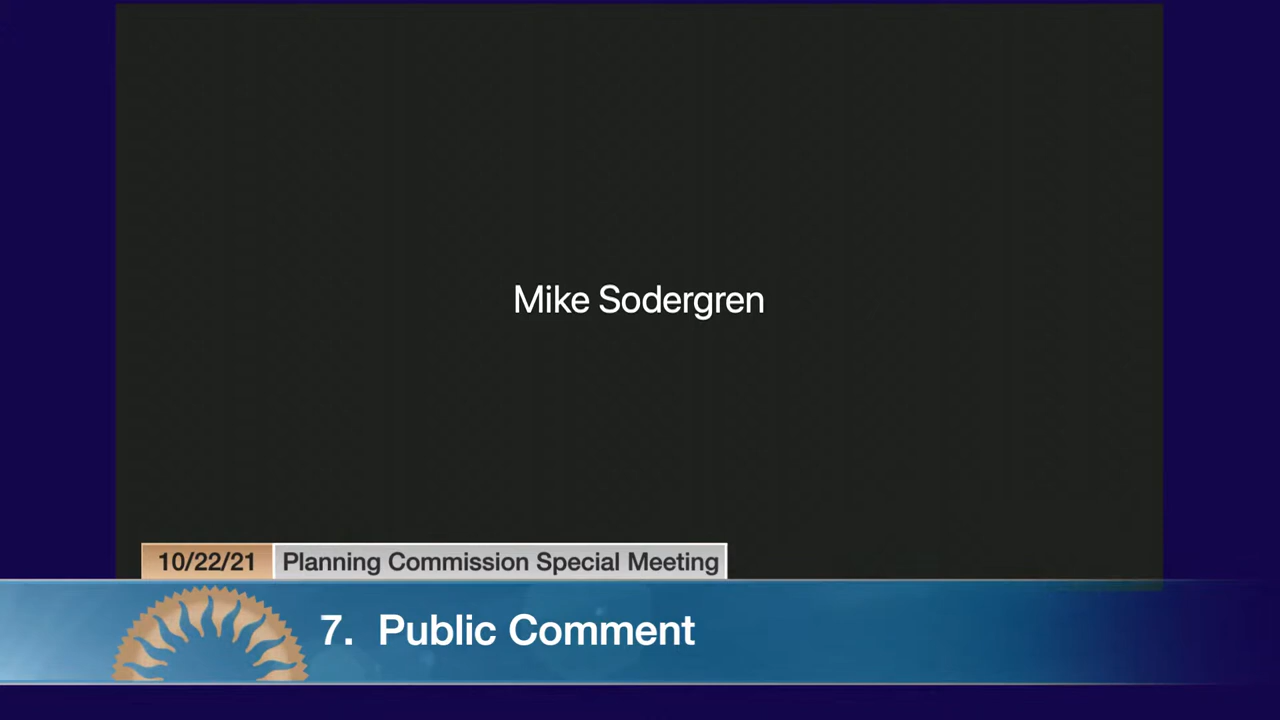 Mike Sodergren
10/22/21 Planning Commission Special Meeting
7. Public Comment